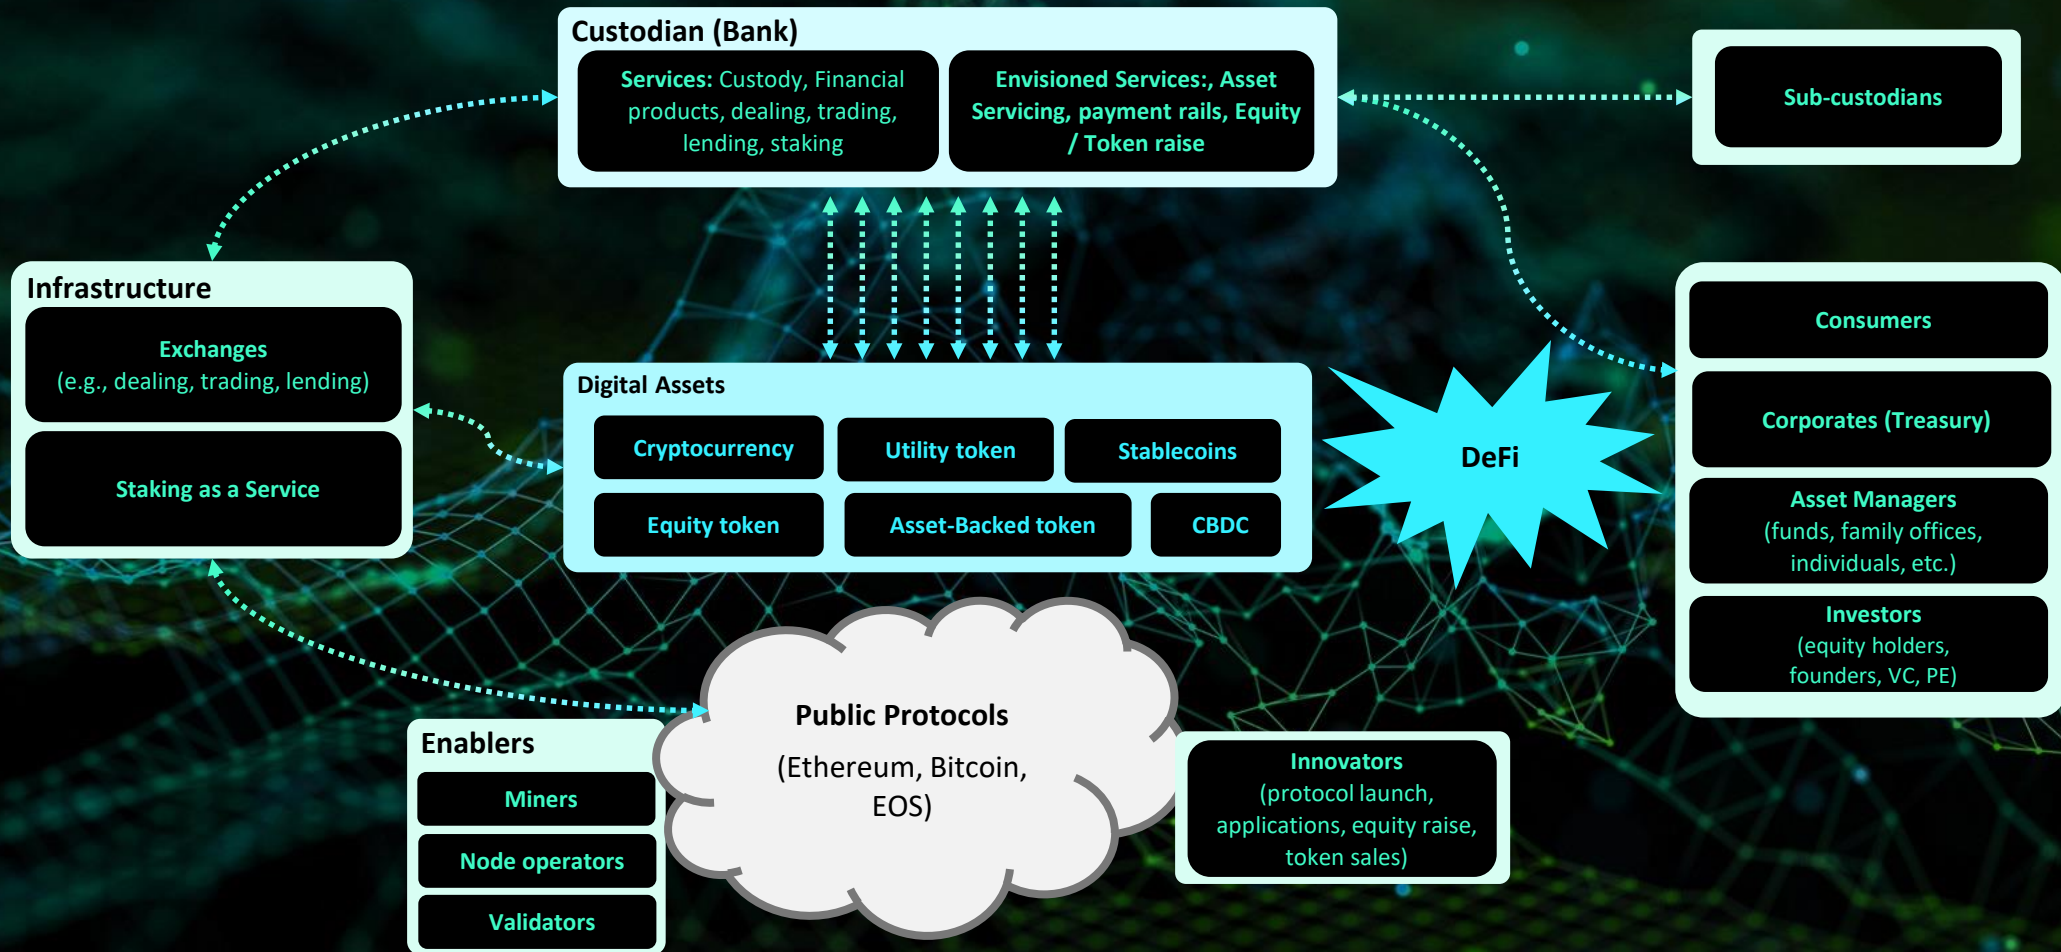 Custodian (Bank)
Services: Custody, Financial
products, dealing, trading,
lending, staking
Envisioned Services:, Asset
Servicing, payment rails, Equity
/ Token raise
Sub-custodians
Infrastructure
Exchanges
(e.g., dealing, trading, lending)
Staking as a Service
Digital Assets
Cryptocurrency
Utility token
Stablecoins
Equity token
Asset-Backed token
CBDC
DeFi
Consumers
Corporates (Treasury)
Asset Managers
(funds, family offices,
individuals, etc.)
Investors
(equity holders,
founders, VC, PE)
Public Protocols
(Ethereum, Bitcoin,
EOS)
Enablers
Miners
Node operators
Validators
Innovators
(protocol launch,
applications, equity raise,
token sales)